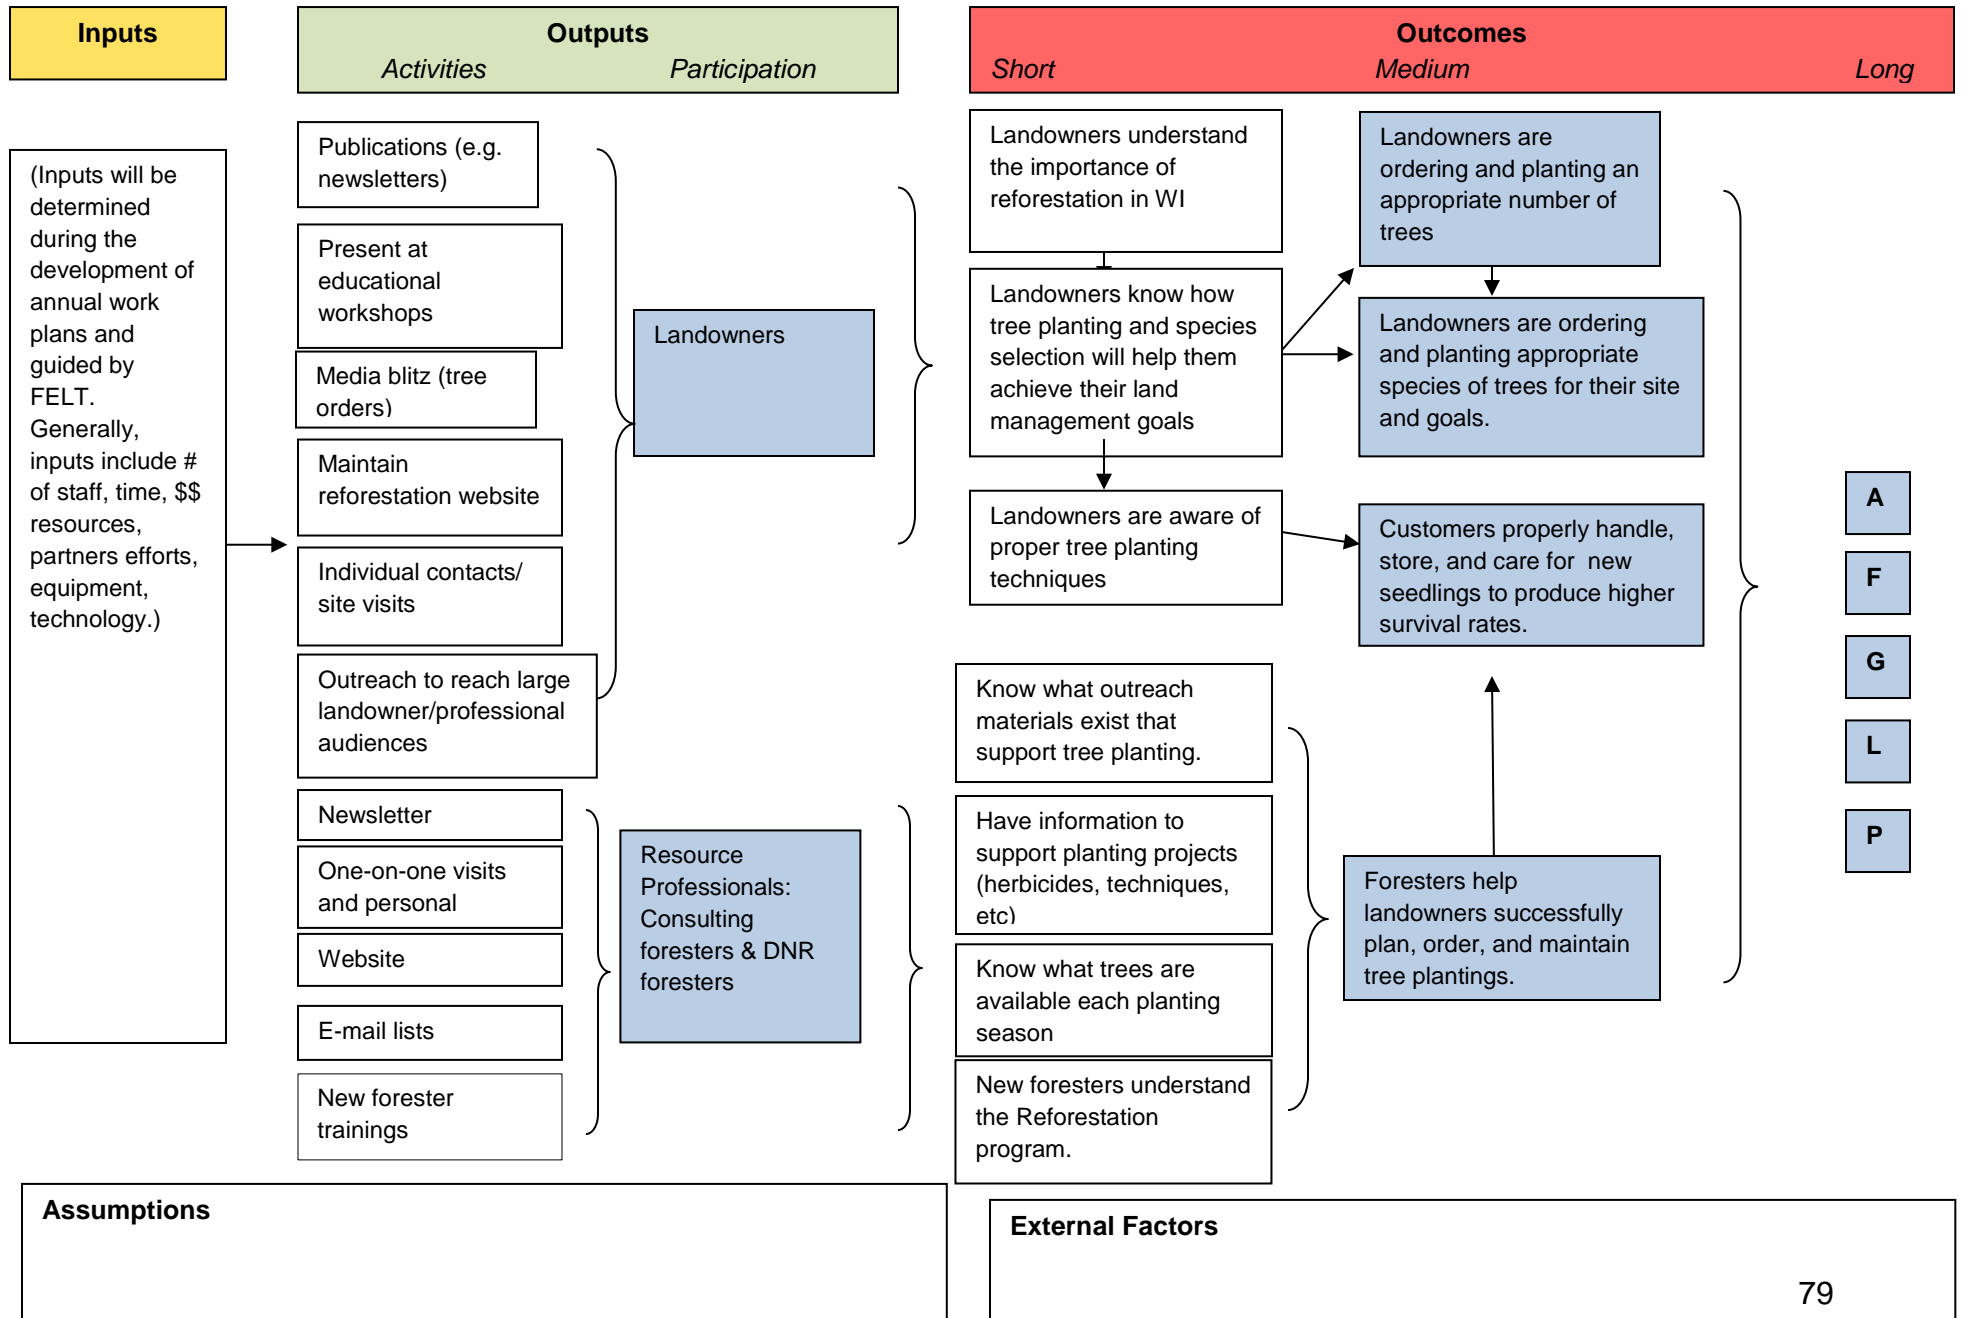 Inputs
Outputs
Activities Participation
Outcomes
Short Medium Long
(Inputs will be
determined
during the
development of
annual work
plans and
guided by
FELT.
Generally,
inputs include #
of staff, time, $$
resources,
partners efforts,
equipment,
technology.)
Publications (e.g.
newsletters)
Present at
educational
workshops
Media blitz (tree
orders)
Maintain
reforestation website
Individual contacts/
site visits
Outreach to reach large
landowner/professional
audiences
Newsletter
One-on-one visits
and personal
Website
E-mail lists
New forester
trainings
Landowners
Resource
Professionals:
Consulting
foresters & DNR
foresters
Landowners understand
the importance of
reforestation in WI
Landowners know how
tree planting and species
selection will help them
achieve their land
management goals
Landowners are aware of
proper tree planting
techniques
Know what outreach
materials exist that
support tree planting.
Have information to
support planting projects
(herbicides, techniques,
etc)
Know what trees are
available each planting
season
New foresters understand
the Reforestation
program.
Landowners are
ordering and planting an
appropriate number of
trees
Landowners are ordering
and planting appropriate
species of trees for their site
and goals.
Customers properly handle,
store, and care for new
seedlings to produce higher
survival rates.
Foresters help
landowners successfully
plan, order, and maintain
tree plantings.
A
F
G
L
P
Assumptions
External Factors
79